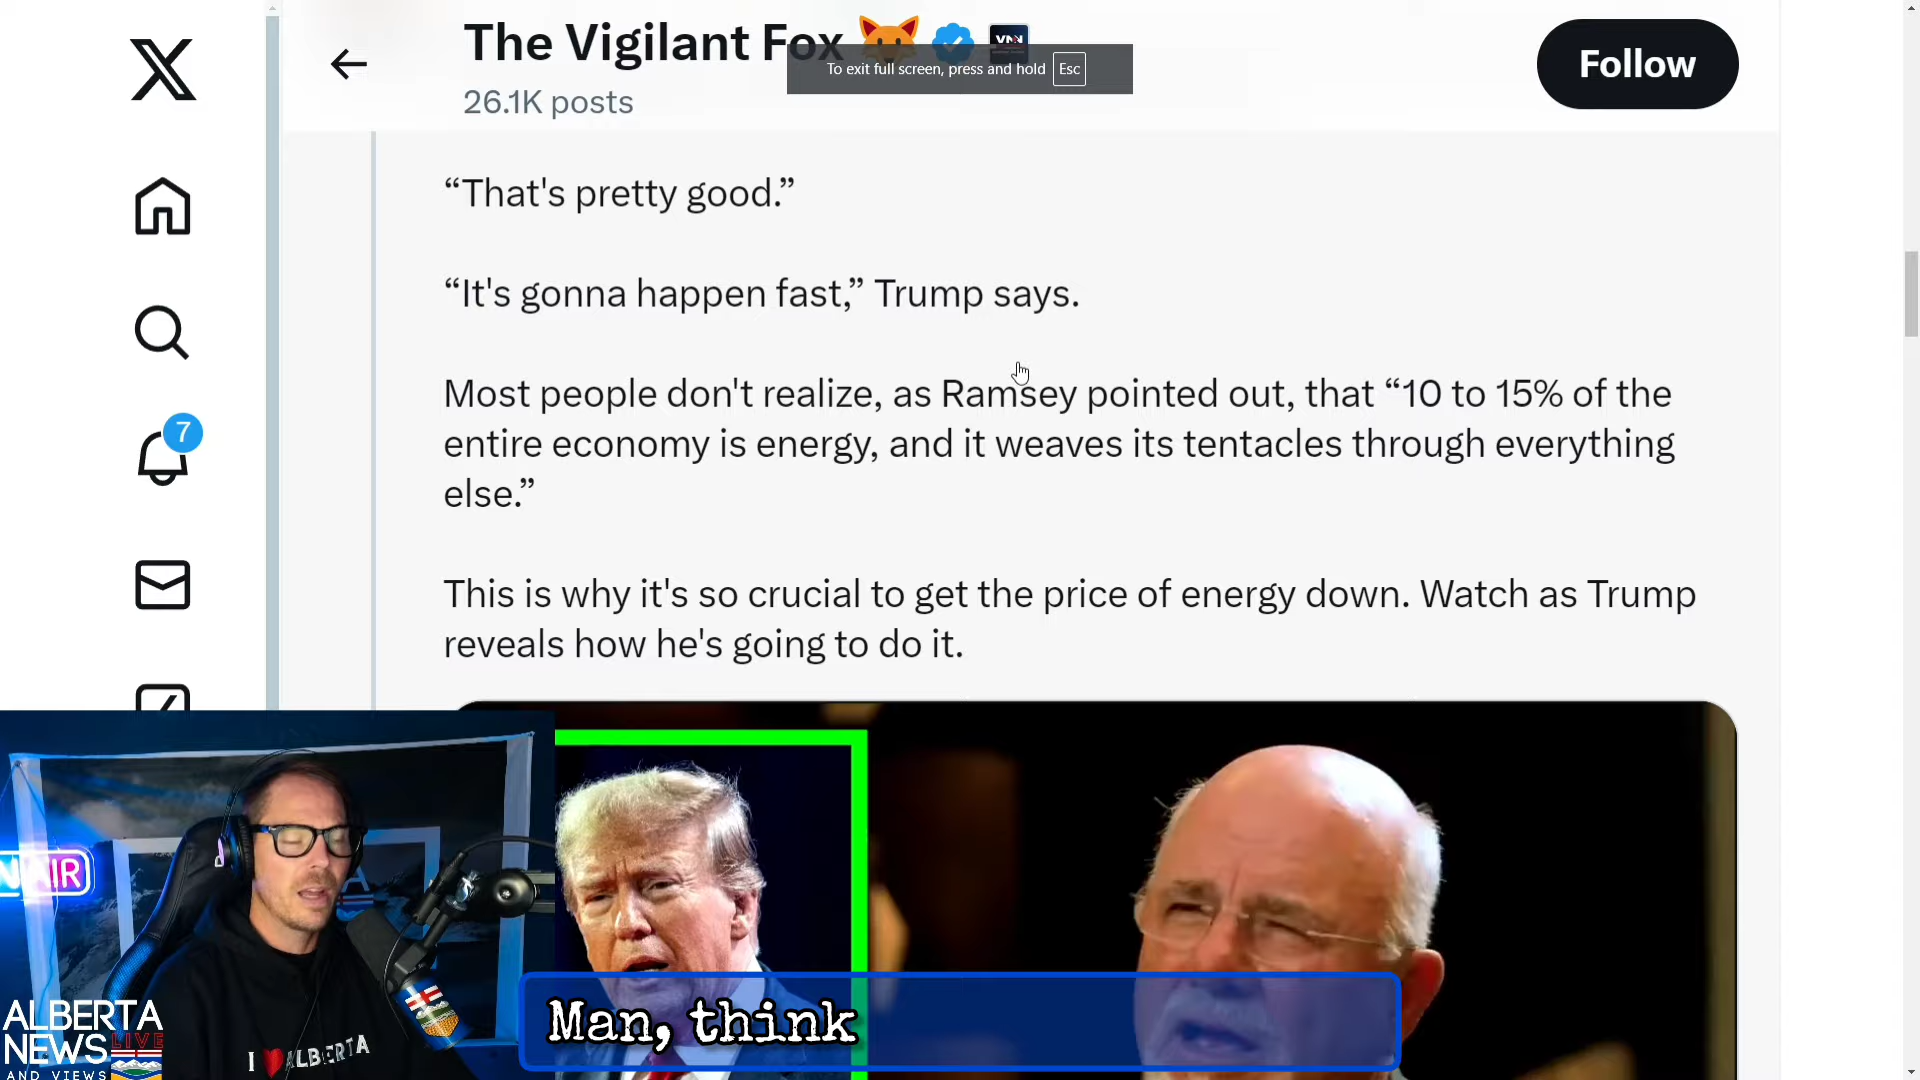 The Vigilant Fox
VNN
26.1K posts
To exit full screen, press and hold Esc
Follow
“That's pretty good.”
“It's gonna happen fast,” Trump says.
Most people don't realize, as Ramsey pointed out, that “10 to 15% of the
entire economy is energy, and it weaves its tentacles through everything
else.”
This is why it's so crucial to get the price of energy down. Watch as Trump
reveals how he's going to do it.
7
N AIR
I ALBERTA
ALBERTA
NEWS LIVE
AND VIEWS
Man, think